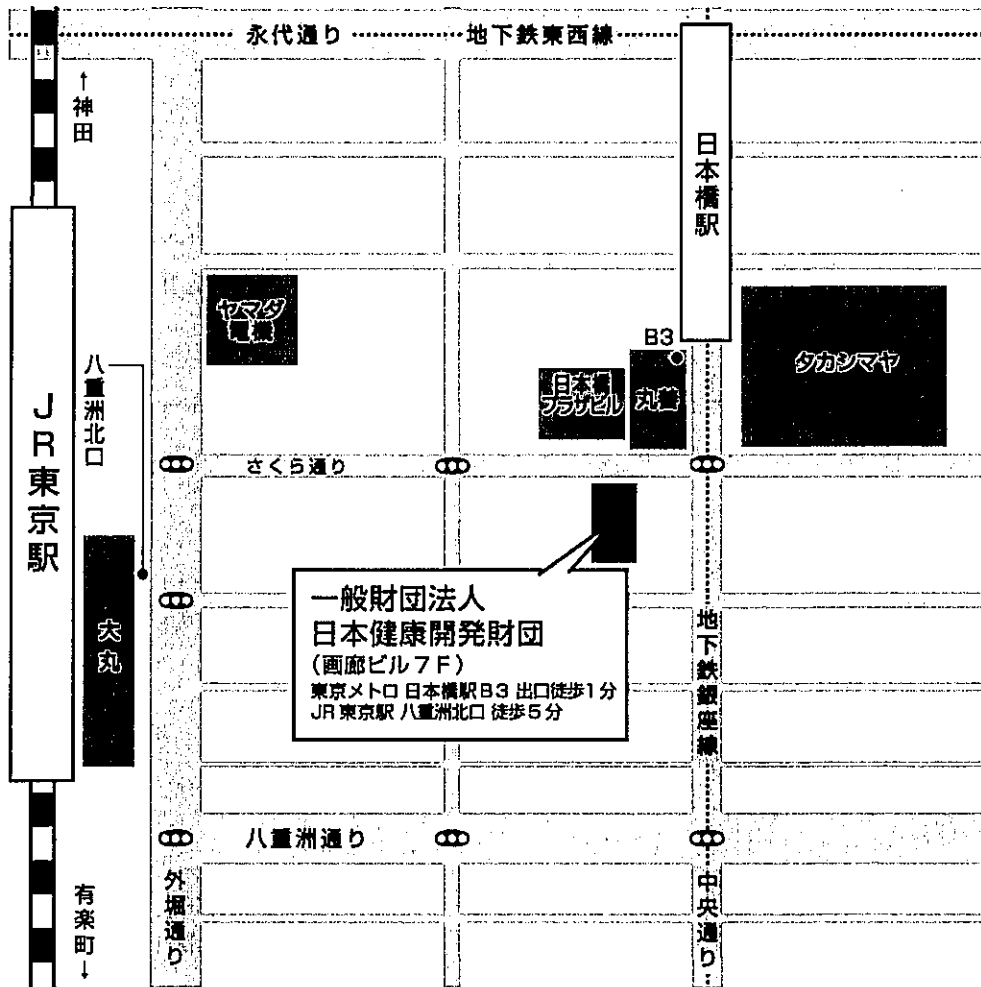 永代通り
地下鉄東西線
↑神田
日本橋駅
ヤマダ
電機
B3
タカシマヤ
八重洲北口
日本橋
プラザビル
丸善
JR東京駅
さくら通り
大丸
一般財団法人
日本健康開発財団
(画廊ビル7F)
東京メトロ 日本橋駅B3 出口徒歩1分
JR東京駅 八重洲北口 徒歩5分
地下鉄銀座線
八重洲通り
外堀通り
中央通り
有楽町↓